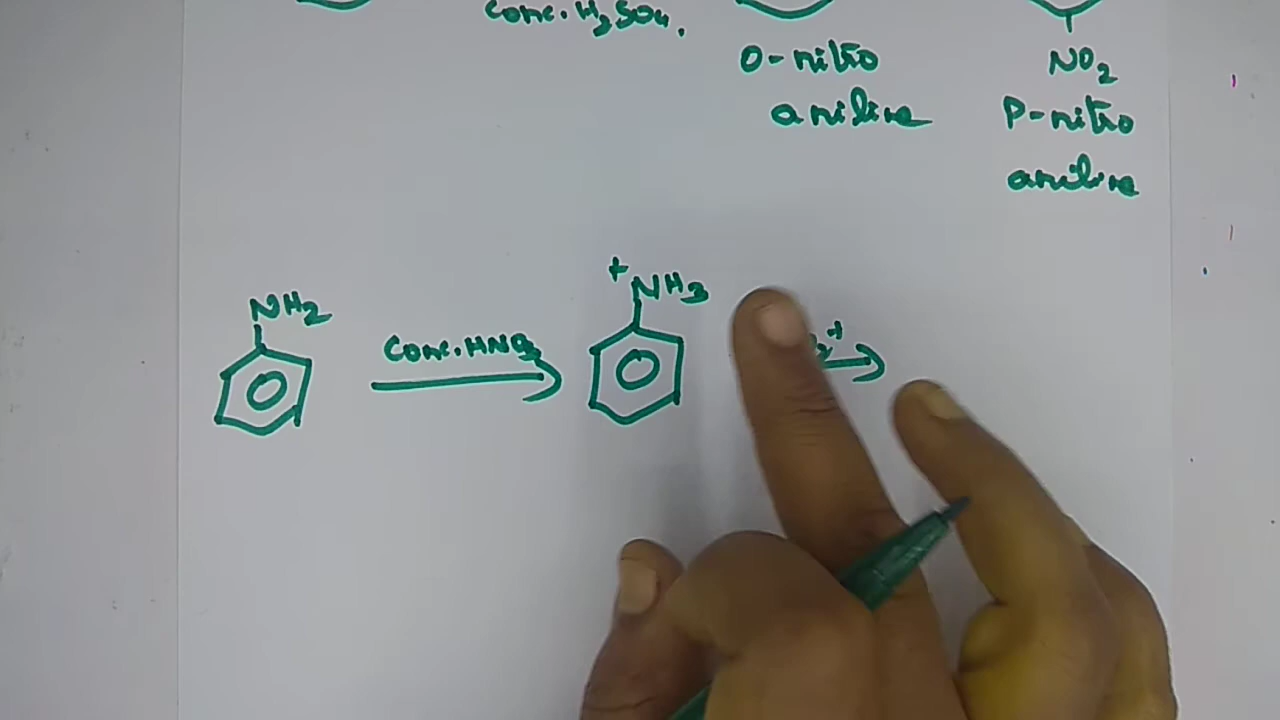 Conc. H2SO4.
O-nitro
aniline
NO2
P-nitro
aniline
NH2
Conc. HNO3
+NH3